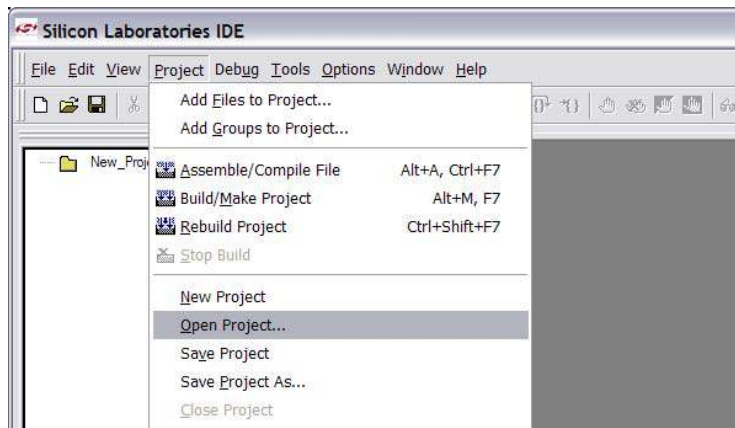 Silicon Laboratories IDE
File Edit View Project Debug Tools Options Window Help
Add Files to Project...
Add Groups to Project...
New_Proj
Assemble/Compile File Alt+A, Ctrl+F7
Build/Make Project Alt+M, F7
Rebuild Project Ctrl+Shift+F7
Stop Build
New Project
Open Project...
Save Project
Save Project As...
Close Project